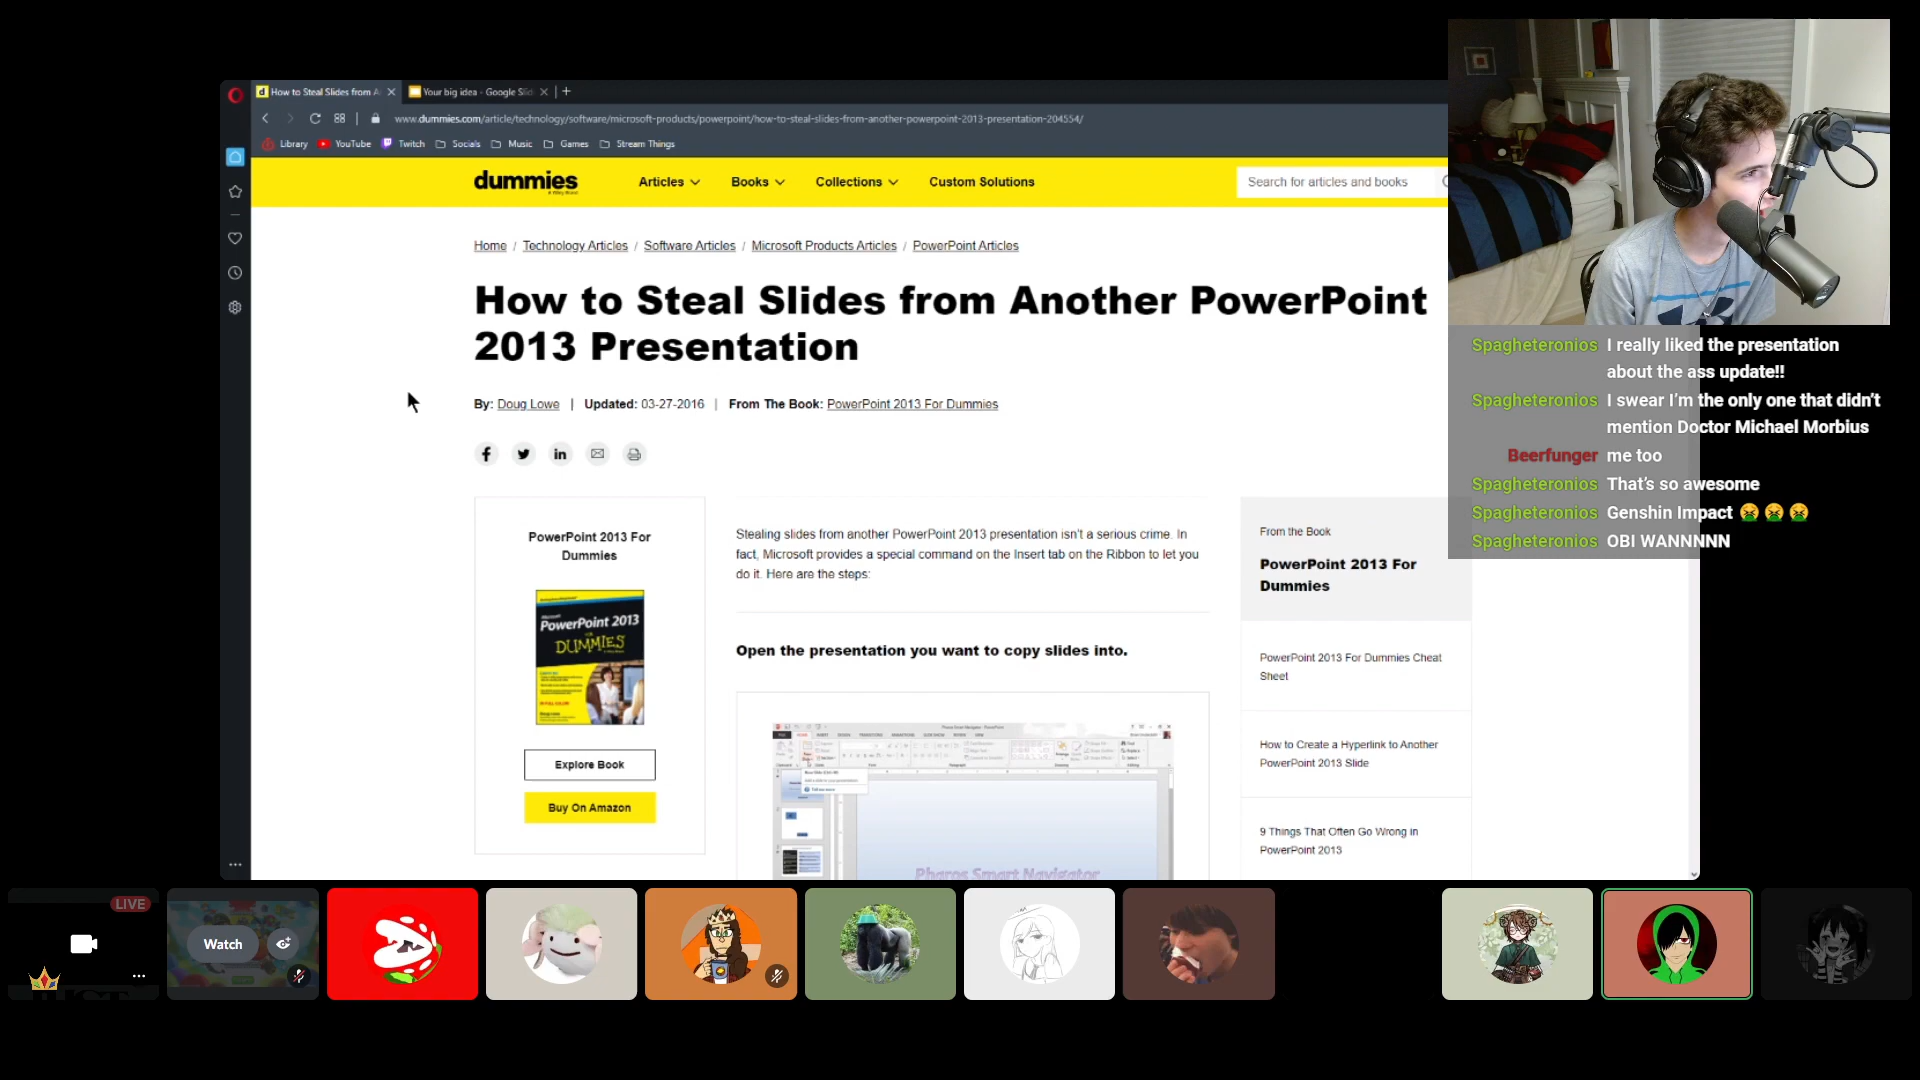 How to Steal Slides from A
Your big idea - Google Slid
www.dummies.com/article/technology/software/microsoft-products/powerpoint/how-to-steal-slides-from-another-powerpoint-2013-presentation-204554/
Library YouTube Twitch Socials Music Games Stream Things
dummies
Articles Books Collections Custom Solutions
Search for articles and books
Home / Technology Articles / Software Articles / Microsoft Products Articles / PowerPoint Articles
How to Steal Slides from Another PowerPoint
2013 Presentation
By: Doug Lowe | Updated: 03-27-2016 | From The Book: PowerPoint 2013 For Dummies
PowerPoint 2013 For
Dummies
PowerPoint 2013
FOR
DUMMIES
Explore Book
Buy On Amazon
Stealing slides from another PowerPoint 2013 presentation isn't a serious crime. In
fact, Microsoft provides a special command on the Insert tab on the Ribbon to let you
do it. Here are the steps:
Open the presentation you want to copy slides into.
Pharos Smart Navigator
From the Book
PowerPoint 2013 For
Dummies
PowerPoint 2013 For Dummies Cheat
Sheet
How to Create a Hyperlink to Another
PowerPoint 2013 Slide
9 Things That Often Go Wrong in
PowerPoint 2013
Spagheteronios I really liked the presentation
about the ass update!!
Spagheteronios I swear I'm the only one that didn't
mention Doctor Michael Morbius
Beerfunger me too
Spagheteronios That's so awesome
Spagheteronios Genshin Impact 🤮 🤮 🤮
Spagheteronios OBI WANNNNN
LIVE
Watch